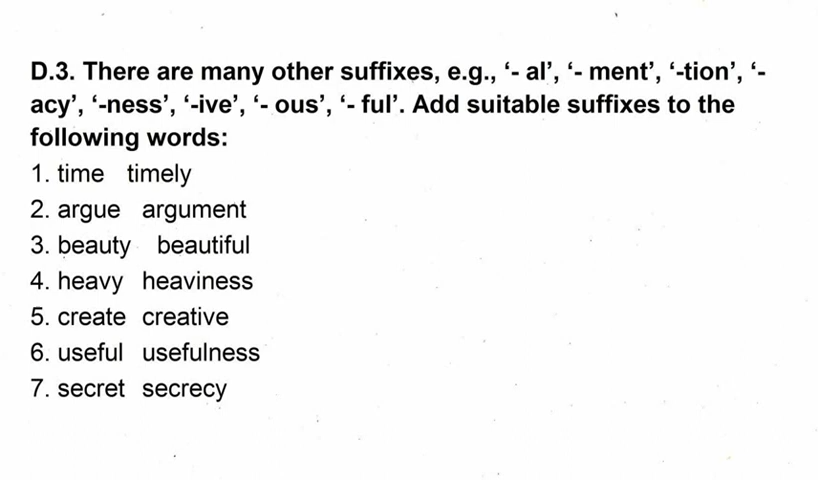 D.3. There are many other suffixes, e.g., ‘- al’, ‘- ment’, ‘-tion’, ‘-
acy’, ‘-ness’, ‘-ive’, ‘- ous’, ‘- ful’. Add suitable suffixes to the
following words:
1. time timely
2. argue argument
3. beauty beautiful
4. heavy heaviness
5. create creative
6. useful usefulness
7. secret secrecy